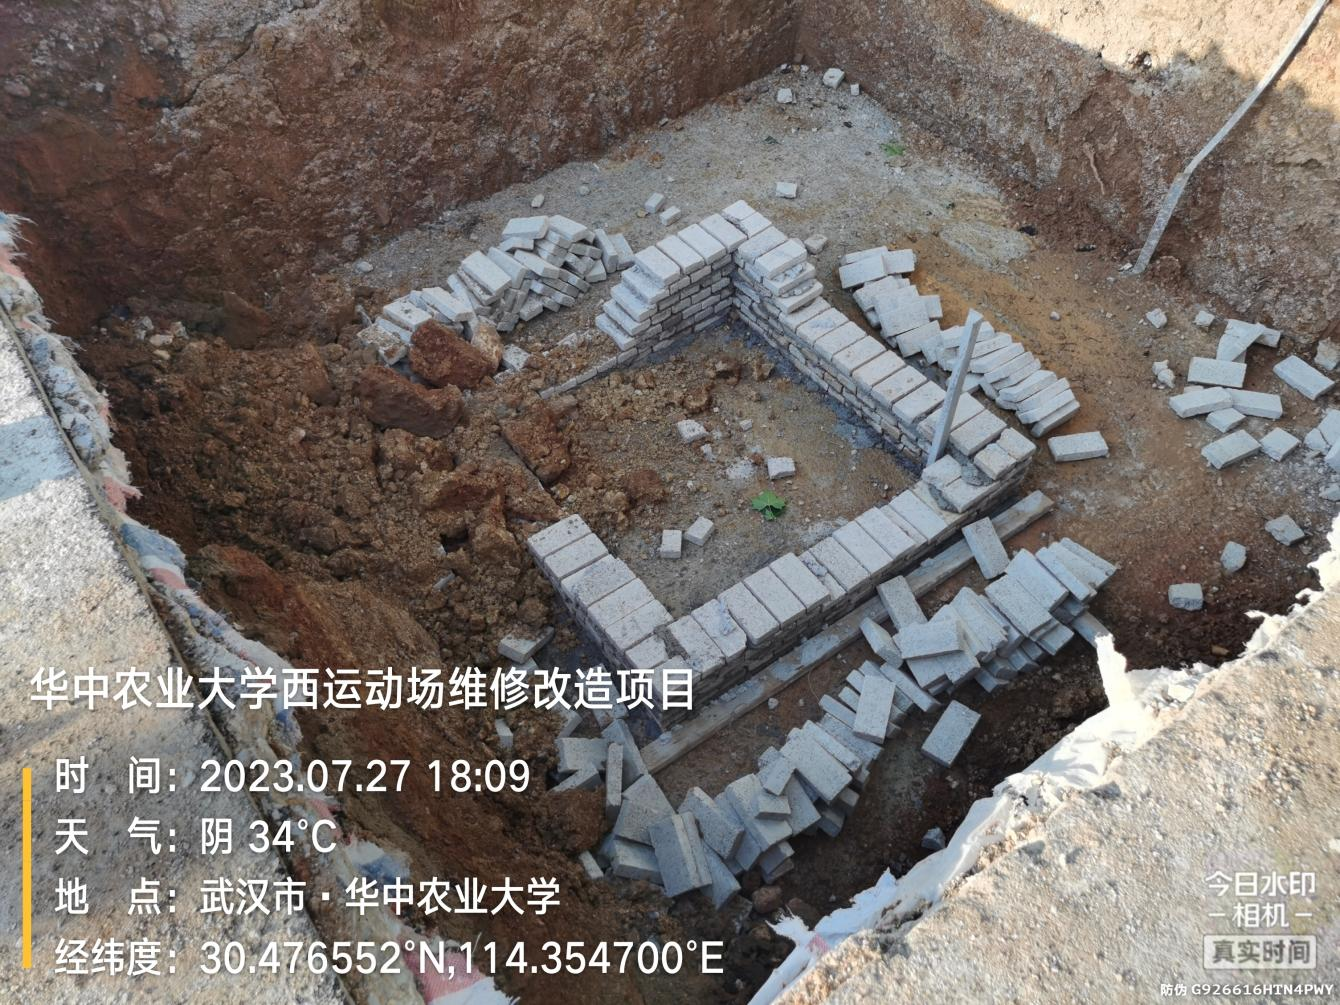 华中农业大学西运动场维修改造项目
时 间：2023.07.27 18:09
天 气：阴 34°C
地 点：武汉市·华中农业大学
经纬度：30.476552°N,114.354700°E
今日水印
－相机－
真实时间
防伪 G926616HTN4PWY